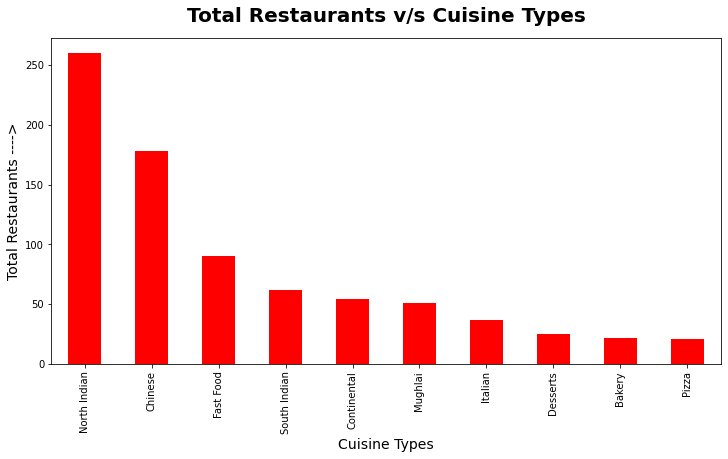 Total Restaurants v/s Cuisine Types
Total Restaurants ---->
250
200
150
100
50
0
North Indian
Chinese
Fast Food
South Indian
Continental
Mughlai
Italian
Desserts
Bakery
Pizza
Cuisine Types